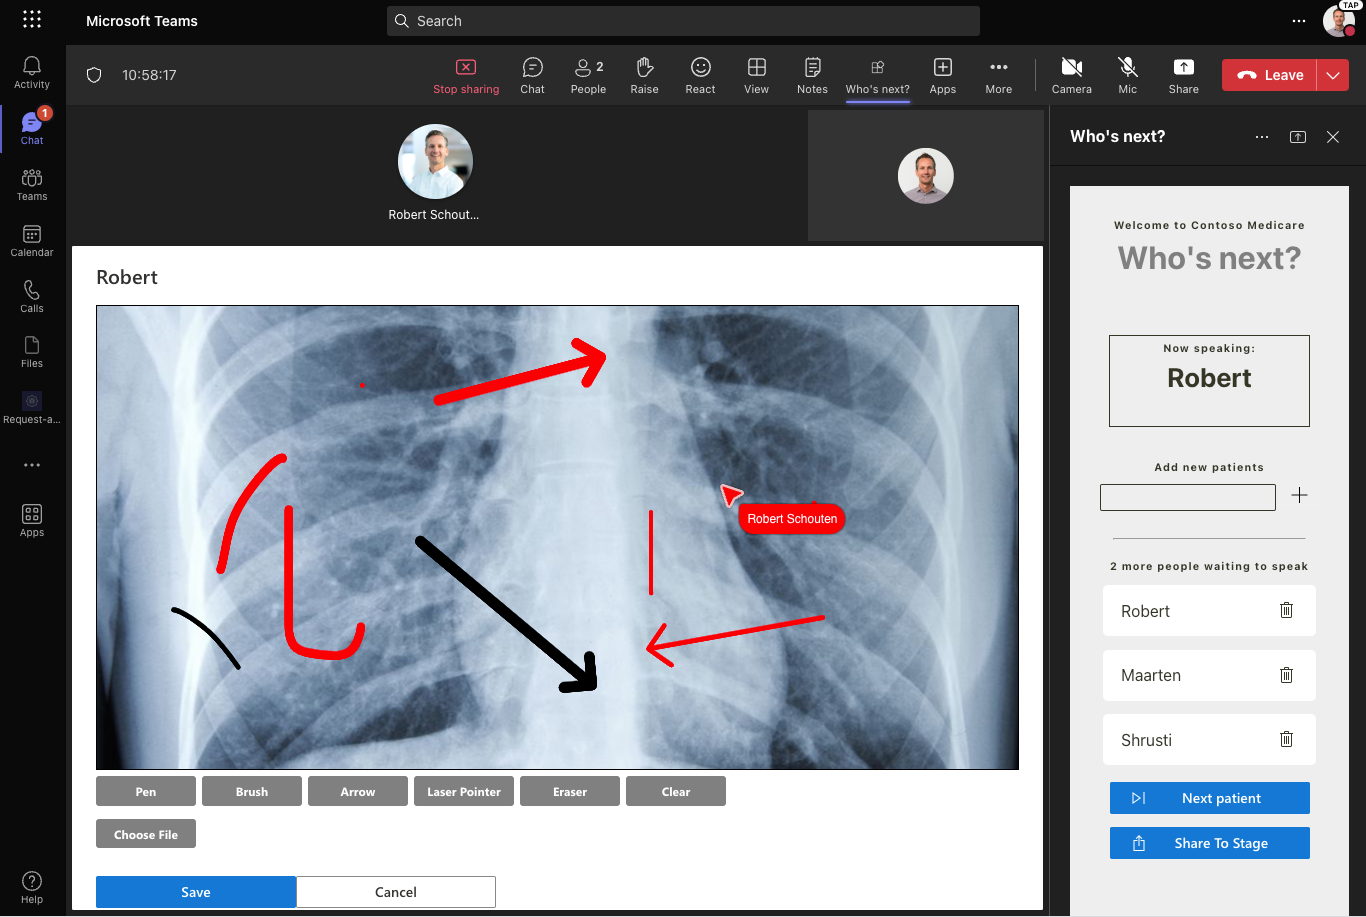 Microsoft Teams
Search
TAP
Activity
1
Chat
Teams
Calendar
Calls
Files
Request-a...
Apps
Help
10:58:17
Stop sharing
Chat
People
2
Raise
React
View
Notes
Who's next?
Apps
More
Camera
Mic
Share
Leave
Robert Schout...
Robert
Robert Schouten
Pen
Brush
Arrow
Laser Pointer
Eraser
Clear
Choose File
Save
Cancel
Who's next?
Welcome to Contoso Medicare
Who's next?
Now speaking:
Robert
Add new patients
2 more people waiting to speak
Robert
Maarten
Shrusti
Next patient
Share To Stage